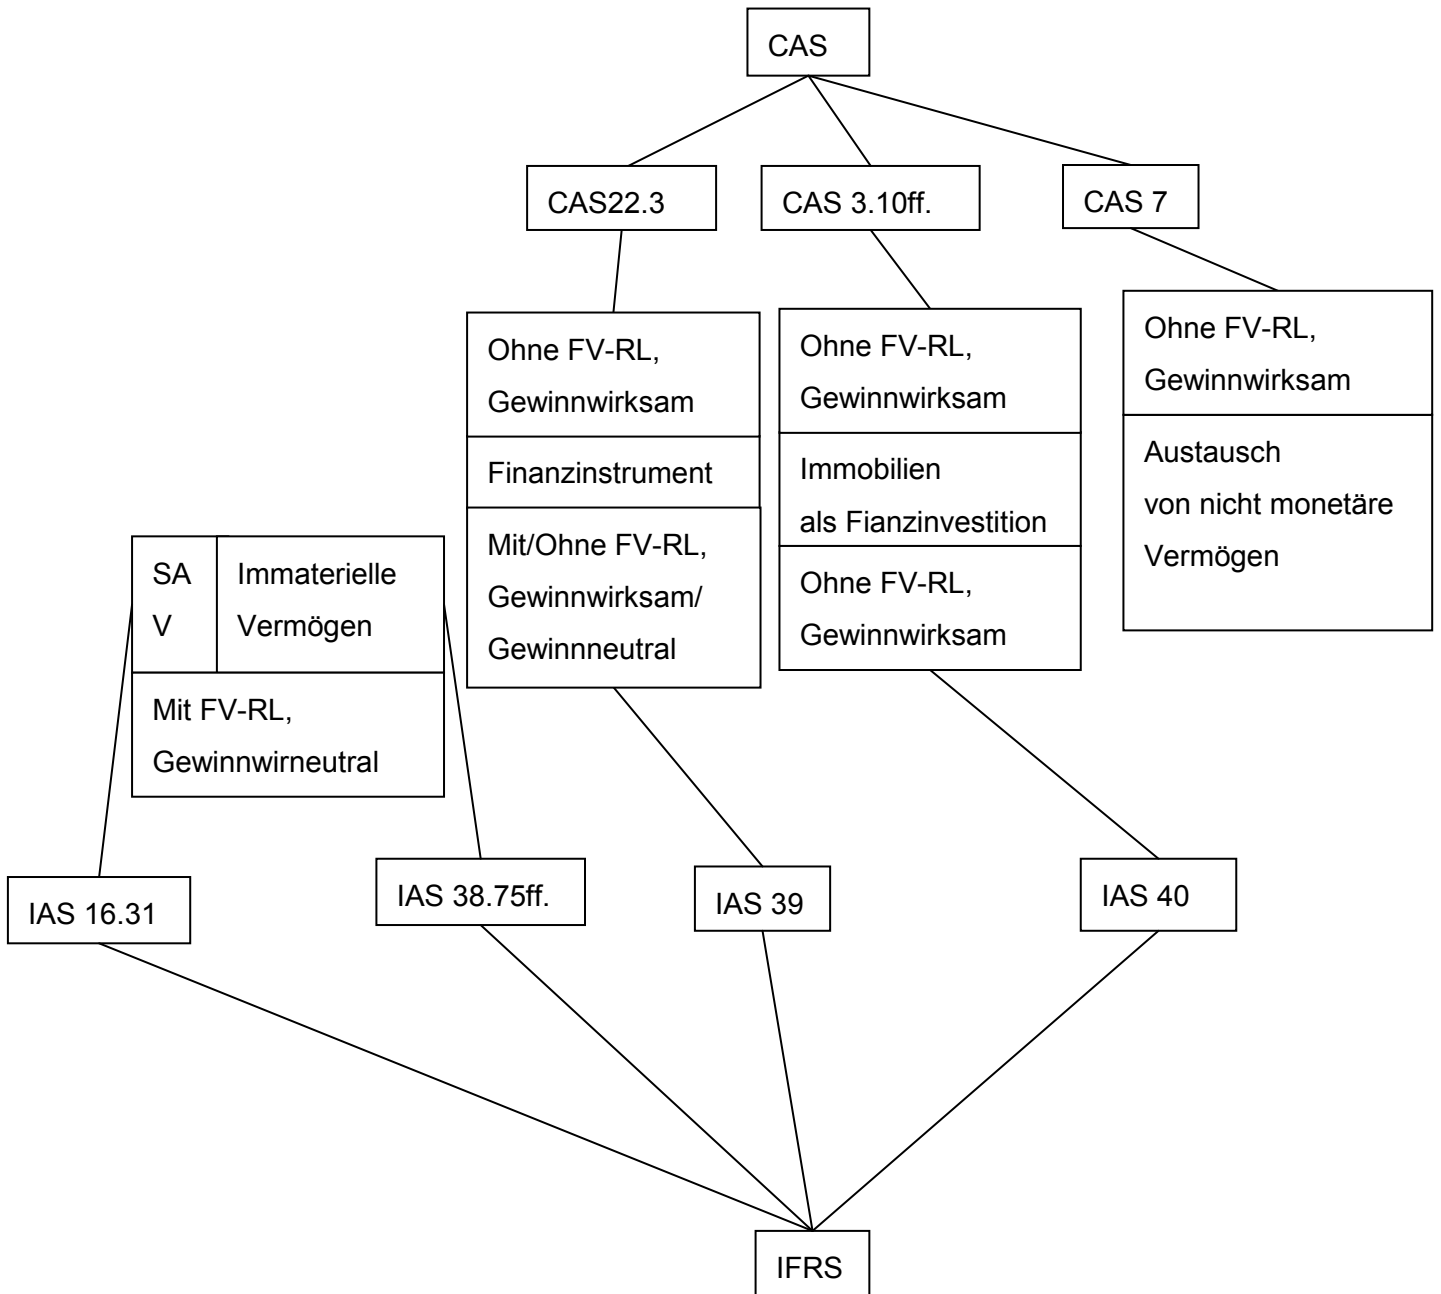 CAS
CAS22.3
CAS 3.10ff.
CAS 7
Ohne FV-RL,
Gewinnwirksam
Finanzinstrument
Mit/Ohne FV-RL,
Gewinnwirksam/
Gewinnneutral
Ohne FV-RL,
Gewinnwirksam
Immobilien
als Fianzinvestition
Ohne FV-RL,
Gewinnwirksam
Ohne FV-RL,
Gewinnwirksam
Austausch
von nicht monetäre
Vermögen
SA
V
Immaterielle
Vermögen
Mit FV-RL,
Gewinnwirneutral
IAS 16.31
IAS 38.75ff.
IAS 39
IAS 40
IFRS